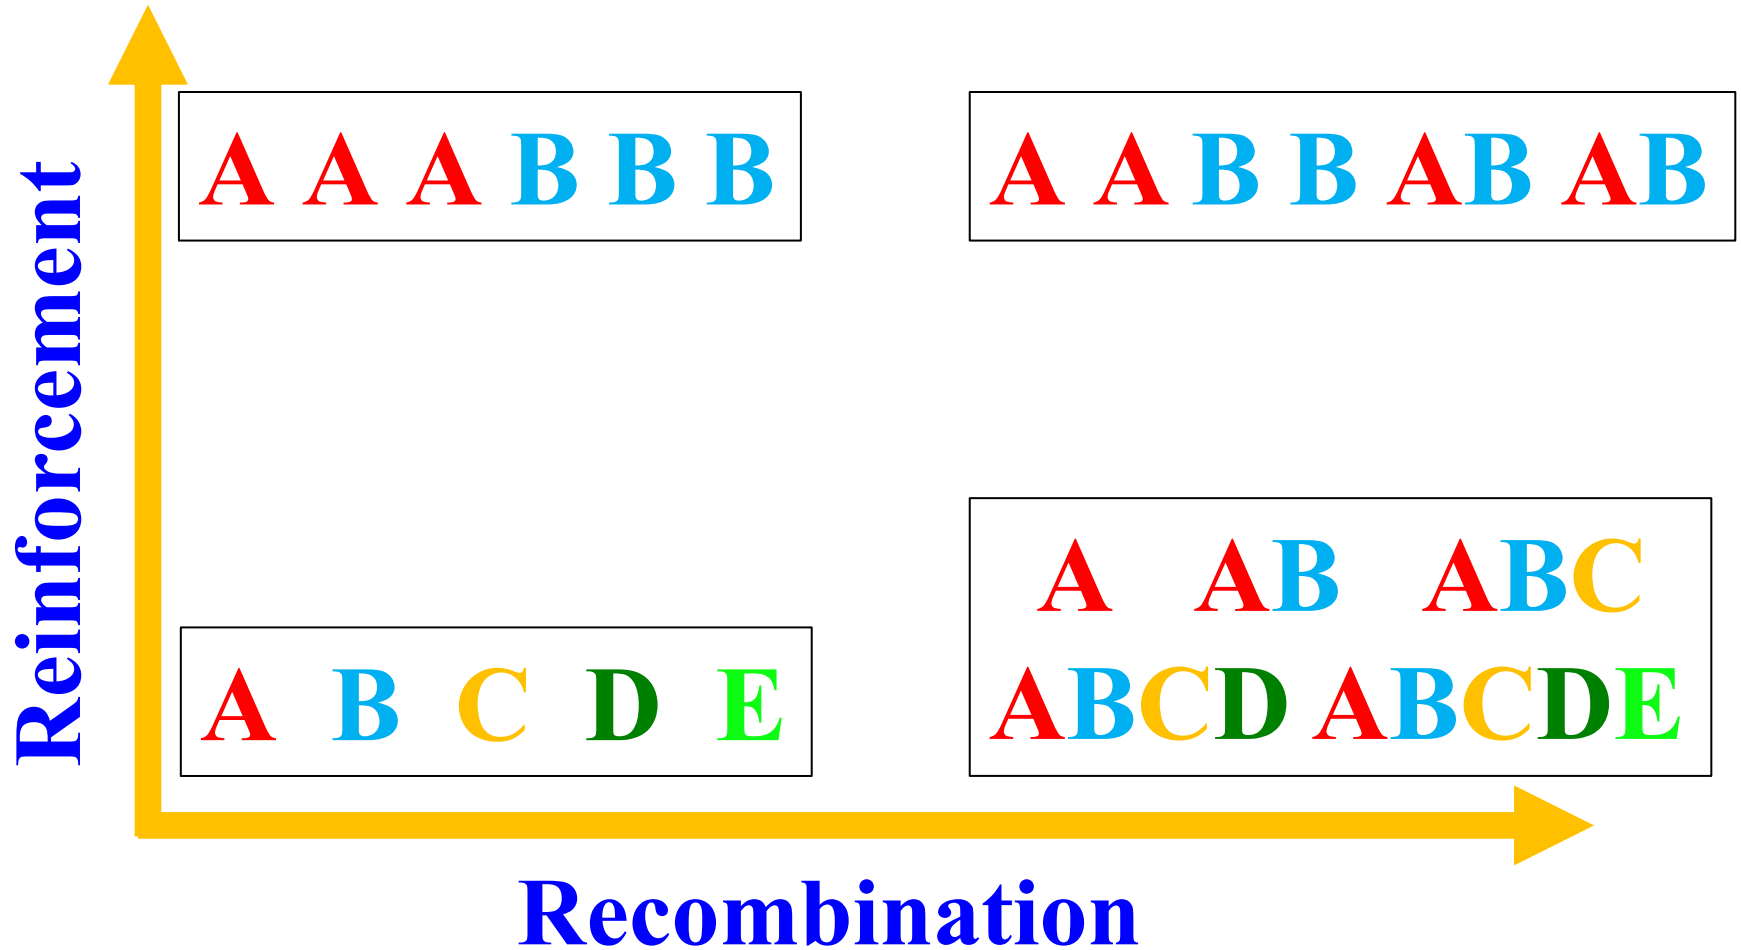 Reinforcement
A A A B B B
A A B B AB AB
A B C D E
A AB ABC
ABCD ABCDE
Recombination